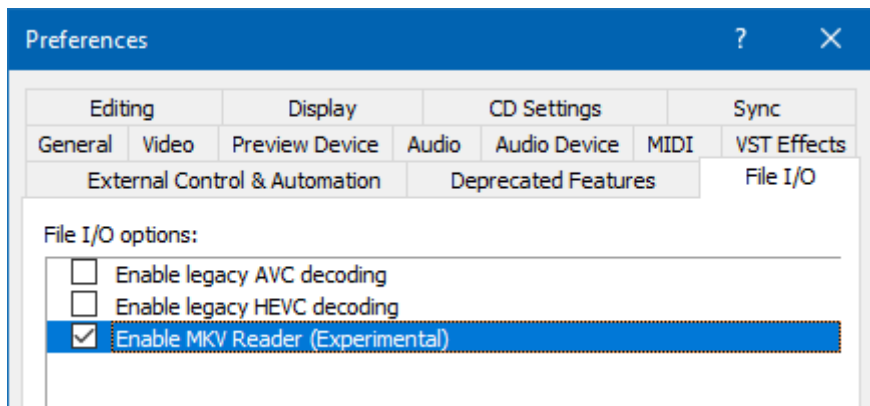 Preferences ?
Editing Display CD Settings Sync
General Video Preview Device Audio Audio Device MIDI VST Effects
External Control & Automation Deprecated Features File I/O
File I/O options:
Enable legacy AVC decoding
Enable legacy HEVC decoding
Enable MKV Reader (Experimental)